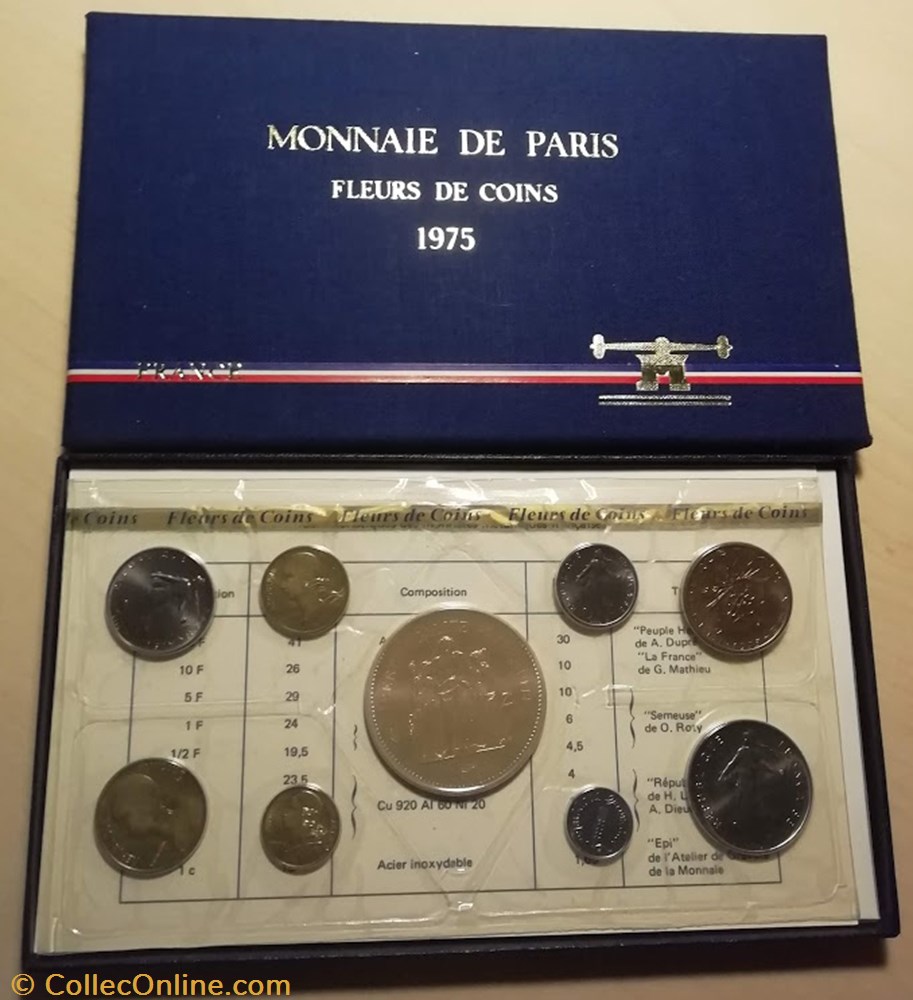 MONNAIE DE PARIS
FLEURS DE COINS
1975
FRANCE
de Coins Fleurs de Coins Fleurs de Coins Fleurs de Coins Fleurs de Coins
Composition
41 30 "Peuple
de A.
10 F 26 10 "La France"
de G. Mathieu
5 F 29 10
1 F 24 6 "Semeuse"
de O. Roty
1/2 F 19,5 4,5
23,5 4
de H.
Cu 920 Al 60 Ni 20 A.
1 c Acier inoxydable "Epi"
de l'Atelier de
de la Monnaie
© CollecOnline.com